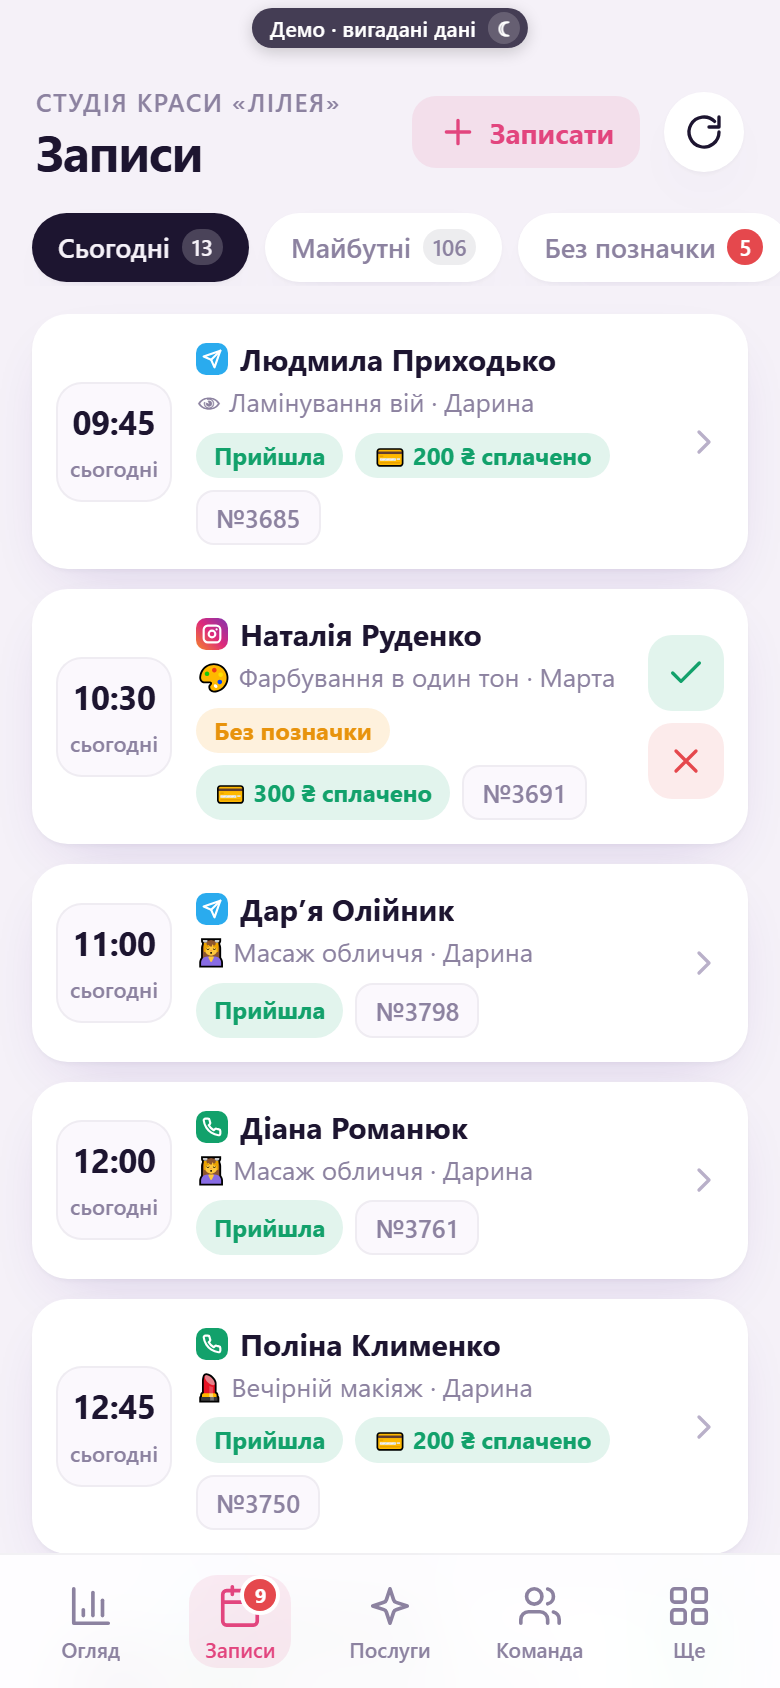 Демо · вигадані дані
СТУДІЯ КРАСИ «ЛІЛЕЯ»
Записи
Записати
Сьогодні 13
Майбутні 106
Без позначки 5
09:45
сьогодні
Людмила Приходько
Ламінування вій · Дарина
Прийшла
200 ₴ сплачено
№3685
10:30
сьогодні
Наталія Руденко
Фарбування в один тон · Марта
Без позначки
300 ₴ сплачено
№3691
11:00
сьогодні
Дар’я Олійник
Масаж обличчя · Дарина
Прийшла
№3798
12:00
сьогодні
Діана Романюк
Масаж обличчя · Дарина
Прийшла
№3761
12:45
сьогодні
Поліна Клименко
Вечірній макіяж · Дарина
Прийшла
200 ₴ сплачено
№3750
Огляд
9
Записи
Послуги
Команда
Ще